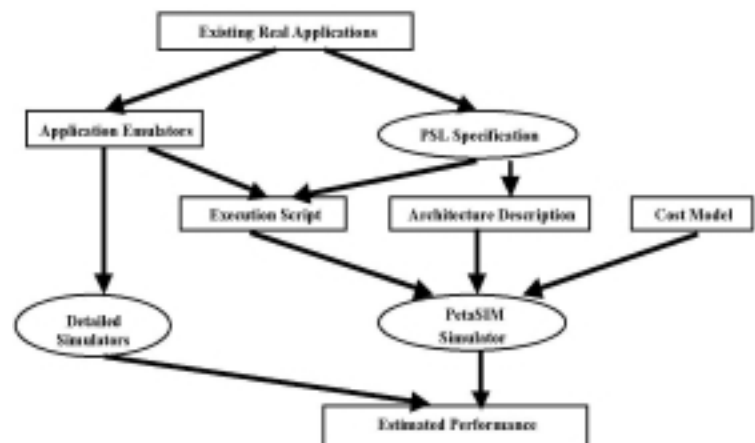 Existing Real Applications
Application Emulators
PSL Specification
Execution Script
Architecture Description
Cost Model
Detailed
Simulators
PetaSIM
Simulator
Estimated Performance